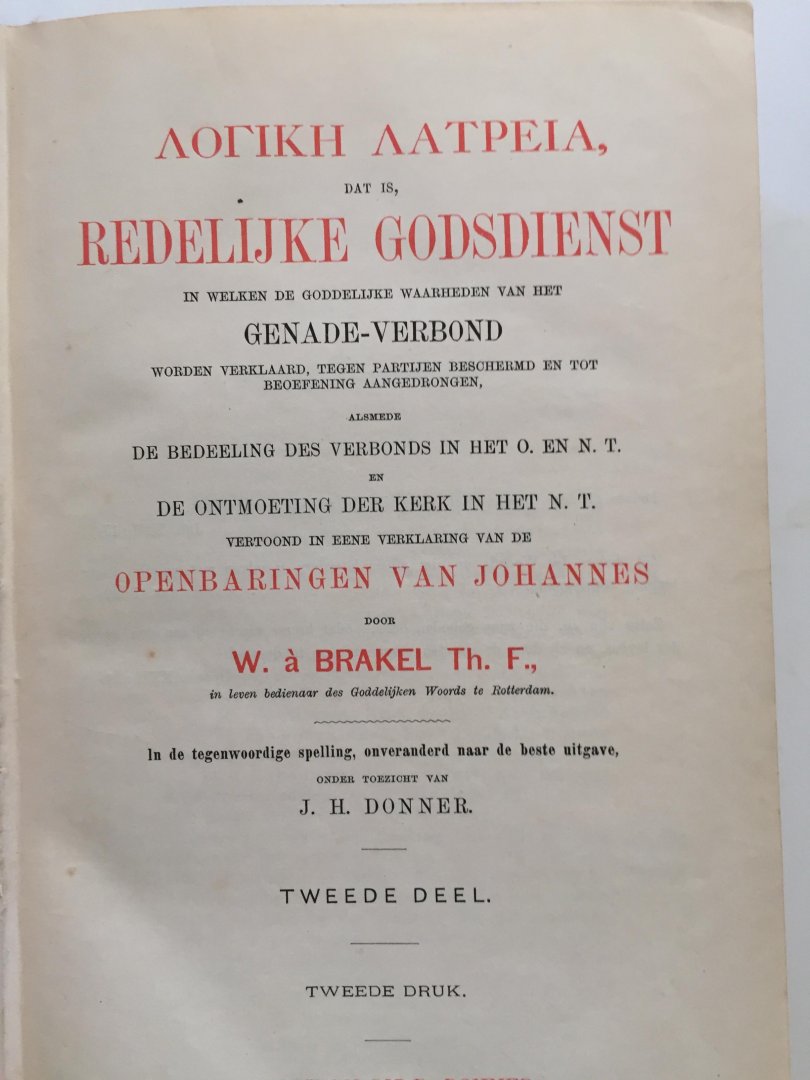 ΛΟΓΙΚΗ ΛΑΤΡΕΙΑ,
DAT IS,
REDELIJKE GODSDIENST
IN WELKEN DE GODDELIJKE WAARHEDEN VAN HET
GENADE-VERBOND
WORDEN VERKLAARD, TEGEN PARTIJEN BESCHERMD EN TOT
BEOEFENING AANGEDRONGEN,
ALSMEDE
DE BEDEELING DES VERBONDS IN HET O. EN N. T.
EN
DE ONTMOETING DER KERK IN HET N. T.
VERTOOND IN EENE VERKLARING VAN DE
OPENBARINGEN VAN JOHANNES
DOOR
W. à BRAKEL Th. F.,
in leven bedienaar des Goddelijken Woords te Rotterdam.
In de tegenwoordige spelling, onveranderd naar de beste uitgave,
ONDER TOEZICHT VAN
J. H. DONNER.
TWEEDE DEEL.
TWEEDE DRUK.